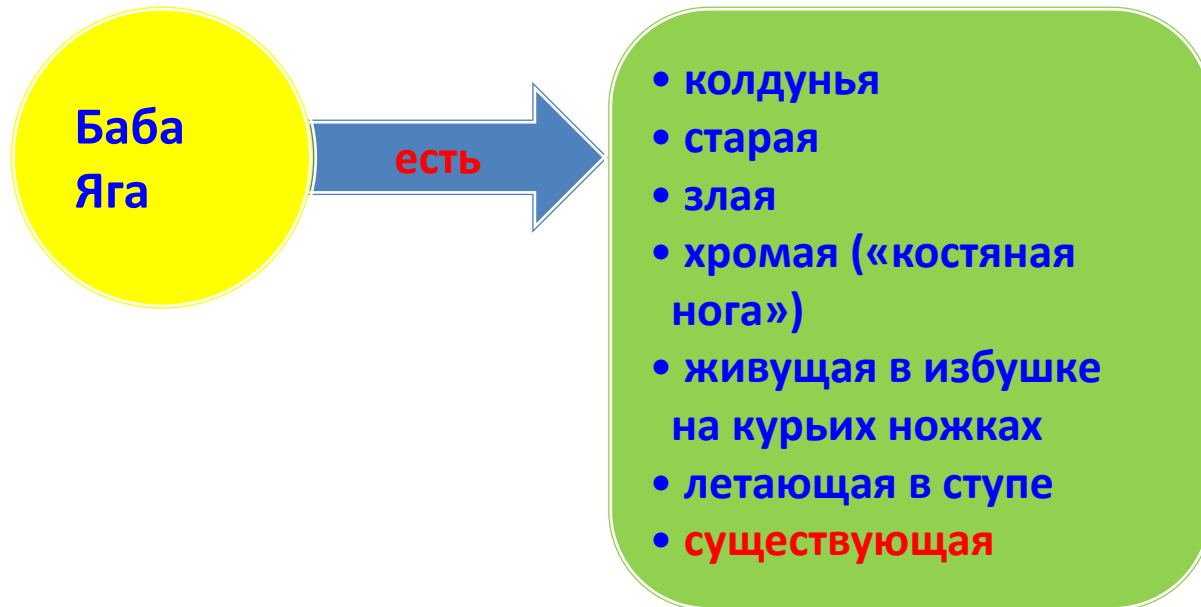 Баба
Яга
есть
• колдунья
• старая
• злая
• хромая («костяная
нога»)
• живущая в избушке
на курьих ножках
• летающая в ступе
• существующая